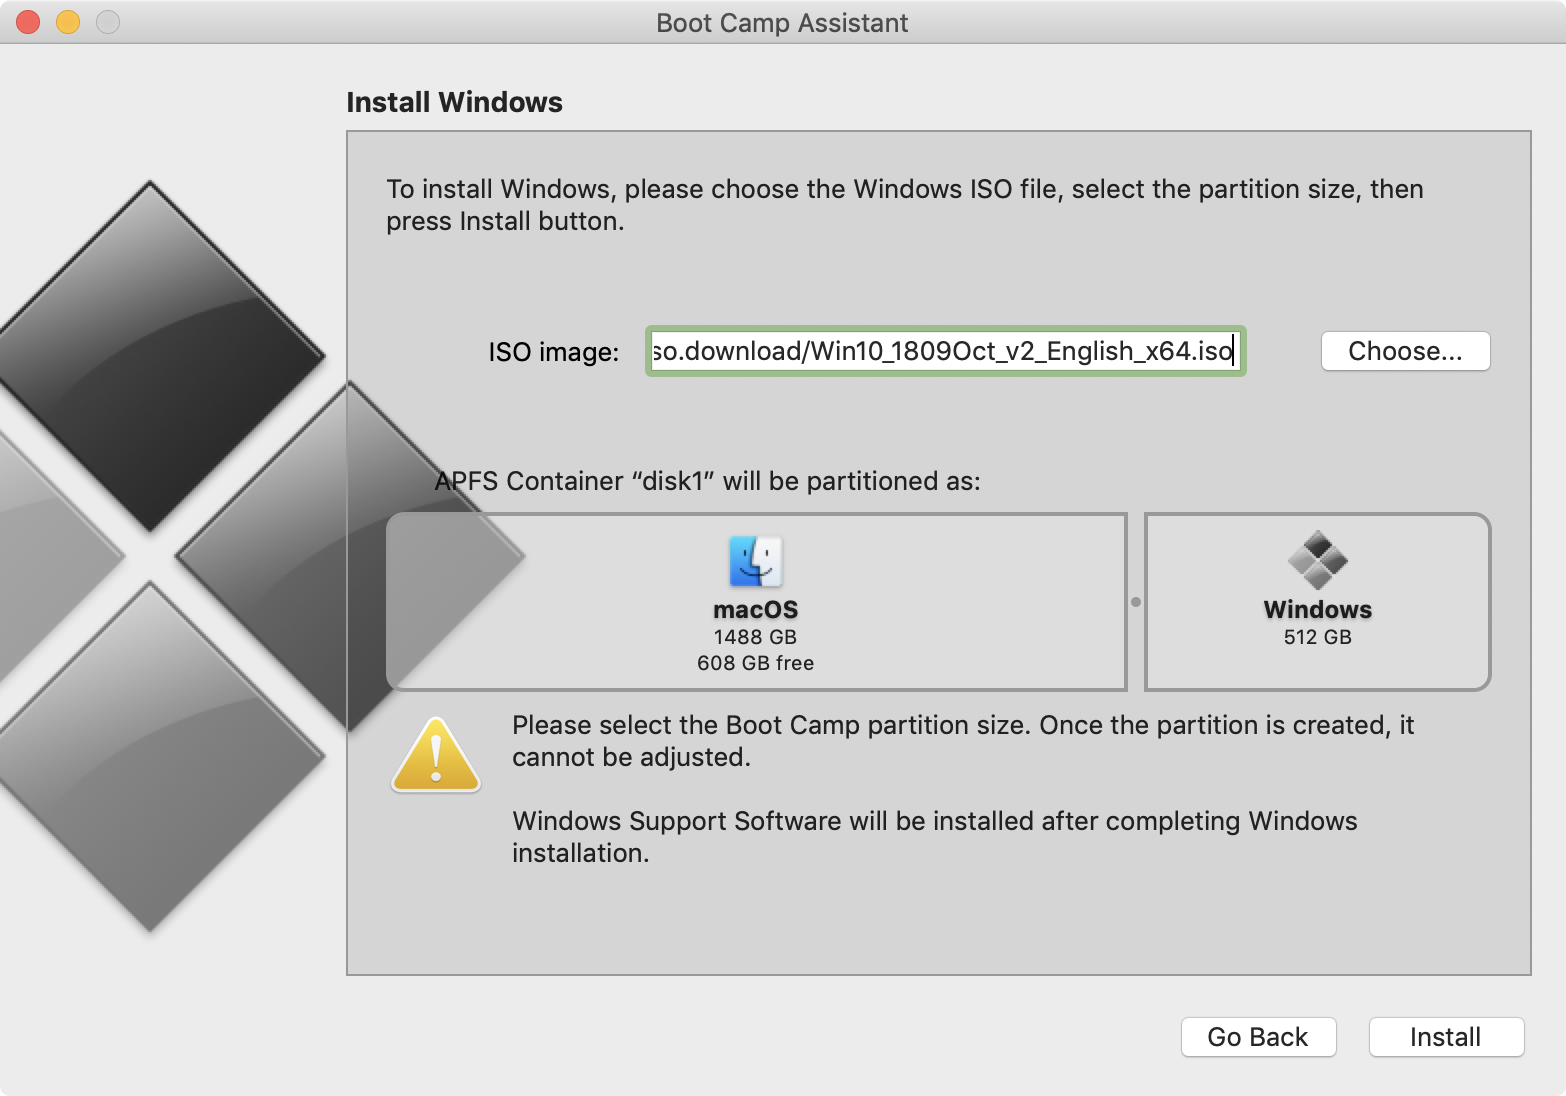 Boot Camp Assistant
Install Windows
To install Windows, please choose the Windows ISO file, select the partition size, then
press Install button.
ISO image:
so.download/Win10_1809Oct_v2_English_x64.iso
Choose...
APFS Container “disk1” will be partitioned as:
macOS
1488 GB
608 GB free
Windows
512 GB
Please select the Boot Camp partition size. Once the partition is created, it
cannot be adjusted.
Windows Support Software will be installed after completing Windows
installation.
Go Back
Install